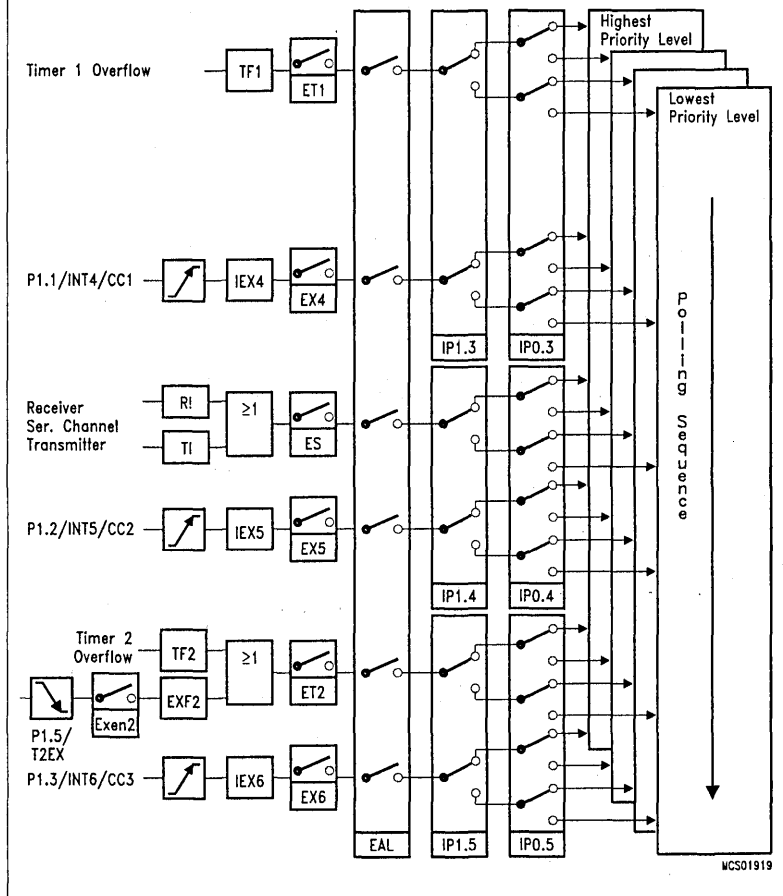 Highest
Priority Level
Timer 1 Overflow
TF1
ET1
Lowest
Priority Level
P1.1/INT4/CC1
IEX4
EX4
IP1.3
IP0.3
Receiver
Ser. Channel
Transmitter
RI
TI
≥1
ES
P1.2/INT5/CC2
IEX5
EX5
IP1.4
IP0.4
Polling Sequence
Timer 2
Overflow
TF2
≥1
ET2
EXF2
Exen2
P1.5/
T2EX
P1.3/INT6/CC3
IEX6
EX6
EAL
IP1.5
IP0.5
MCS01919